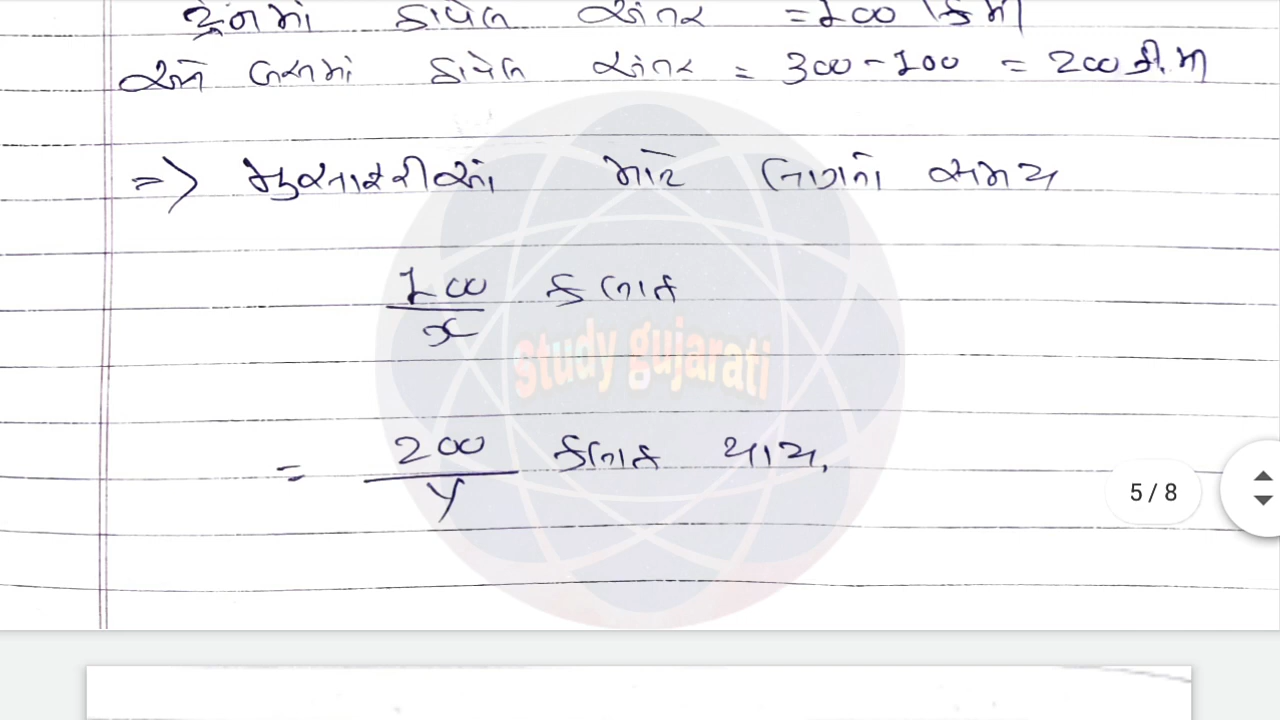 ટ્રેનમાં કાપેલ અંતર = 100 કિમી
અને બસમાં કાપેલ અંતર = 300 - 100 = 200 કી.મી
=> મુસાફરીઓ માટે લાગતો સમય
100/x કલાક
study gujarati
= 200/y કલાક થાય.
5 / 8